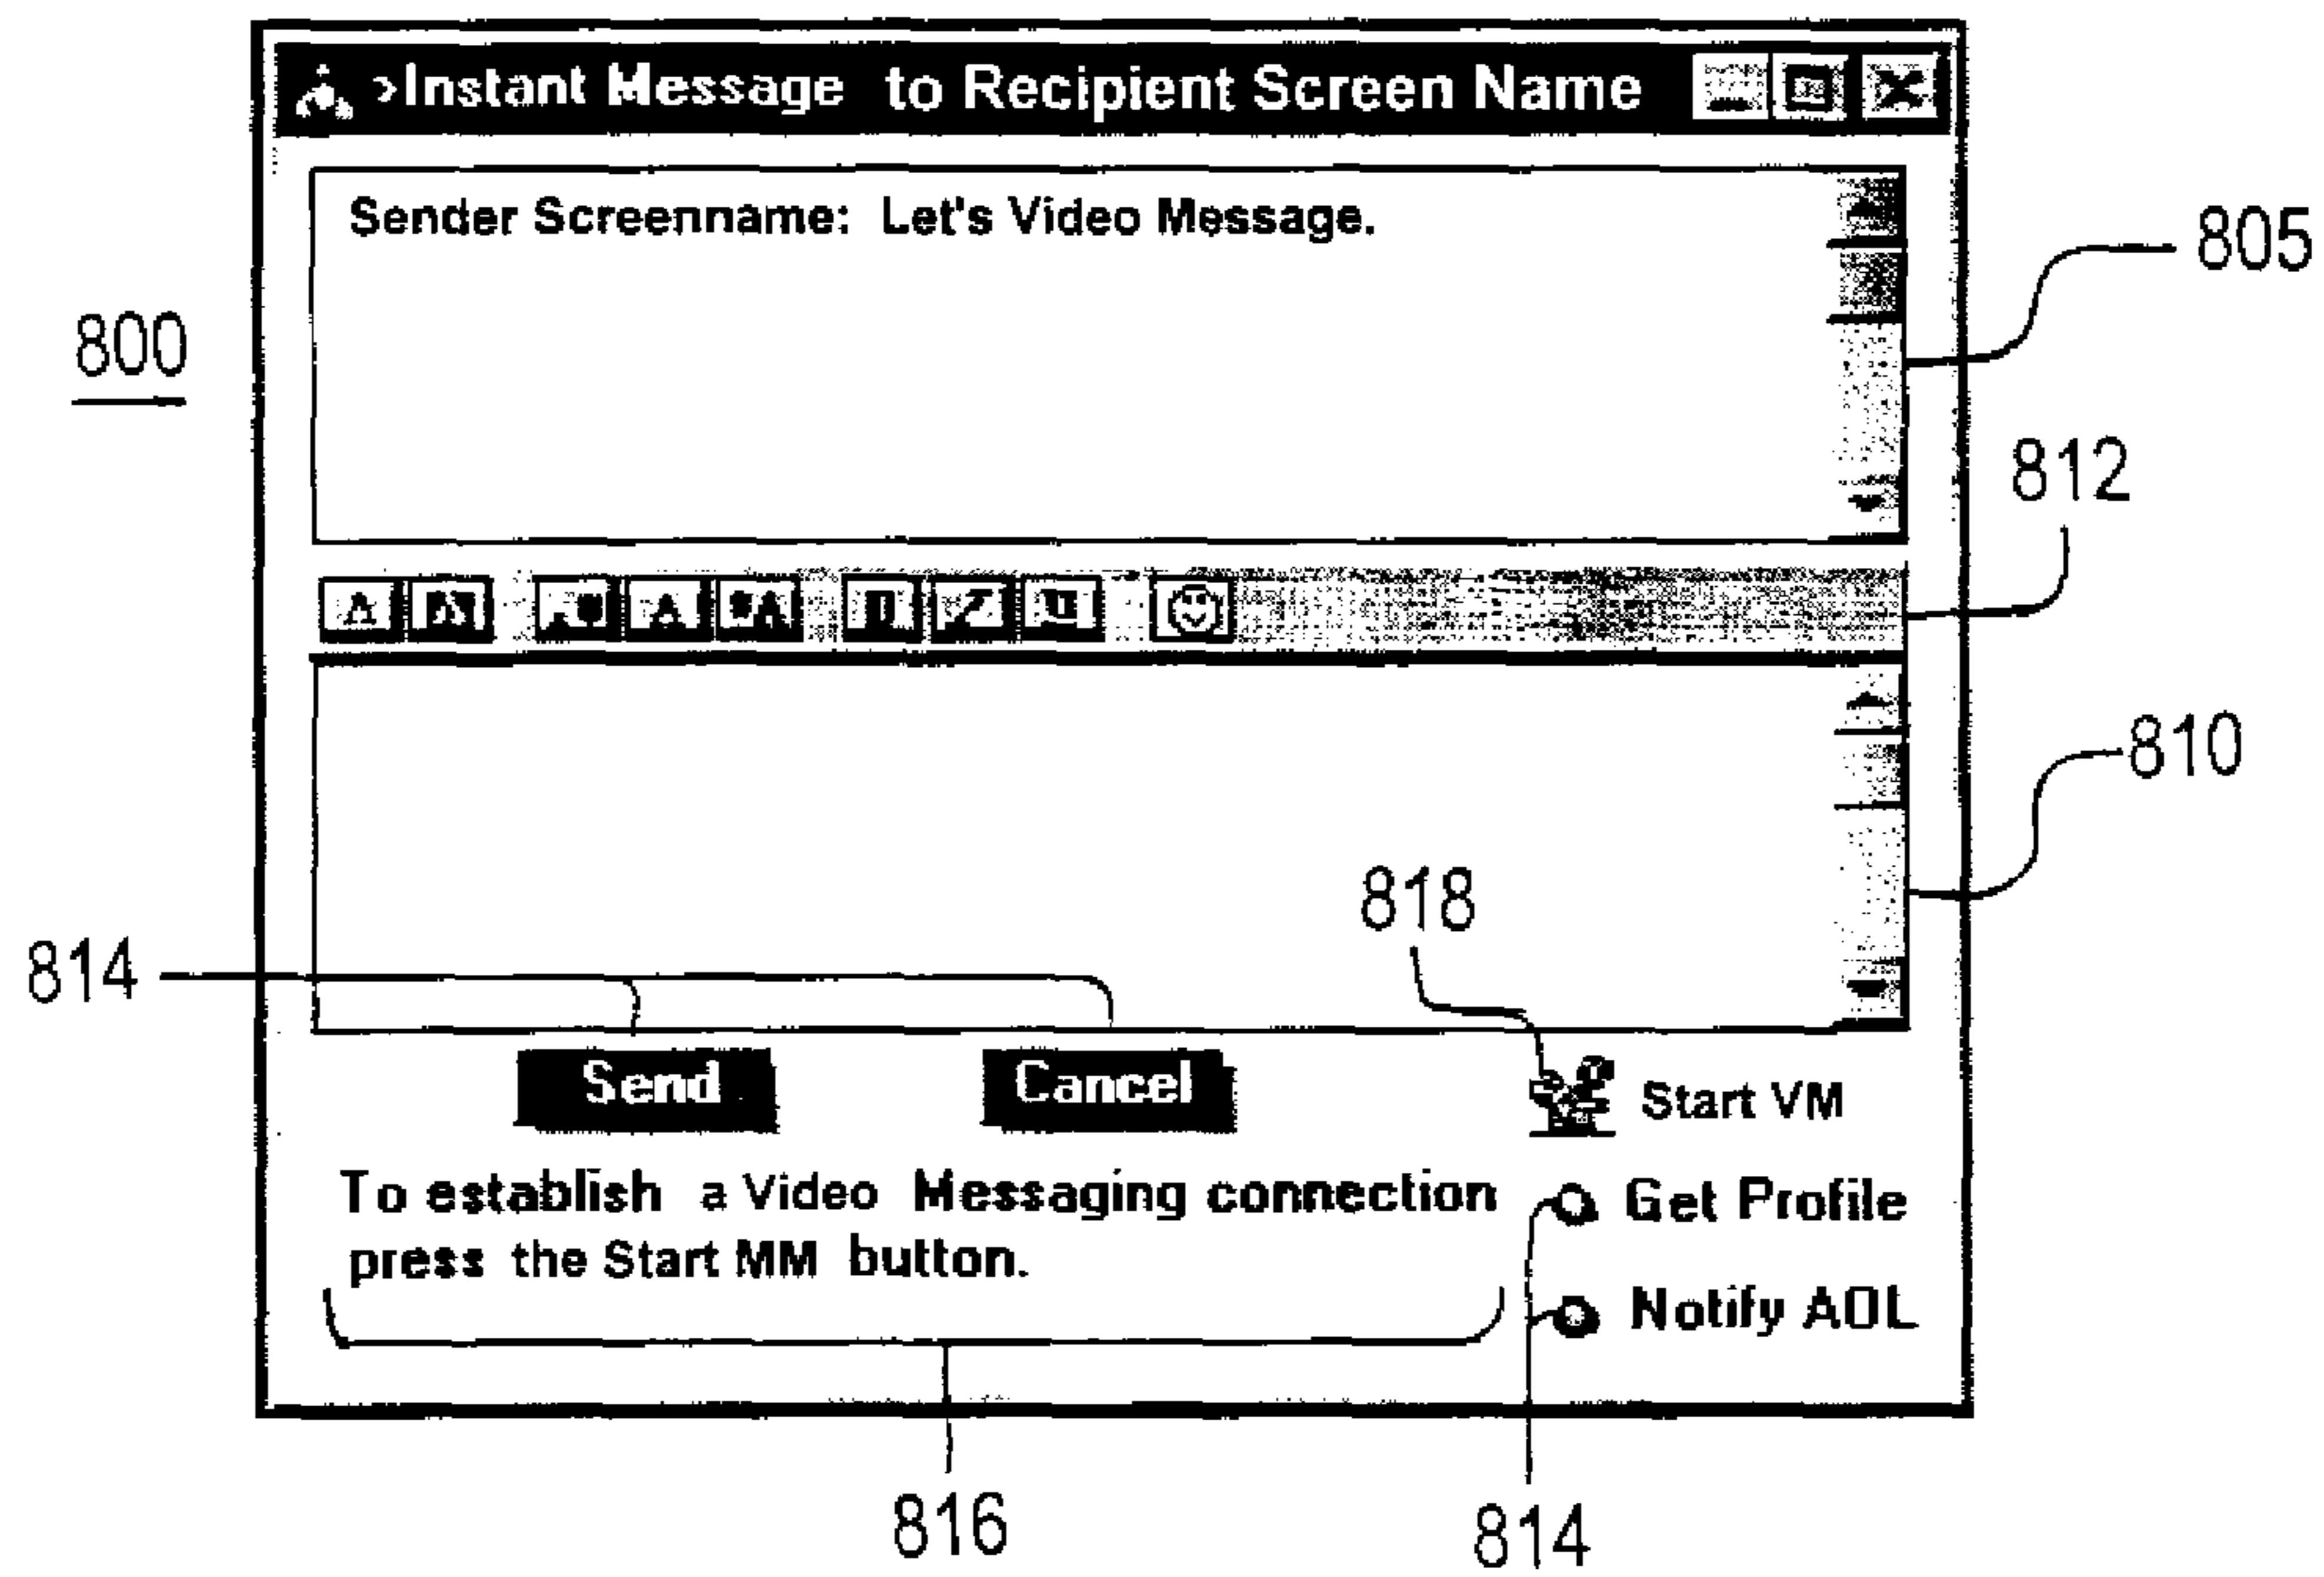 >Instant Message to Recipient Screen Name
Sender Screenname: Let's Video Message.
805
800
812
810
818
814
Send
Cancel
Start VM
To establish a Video Messaging connection
press the Start MM button.
Get Profile
Notify AOL
816
814